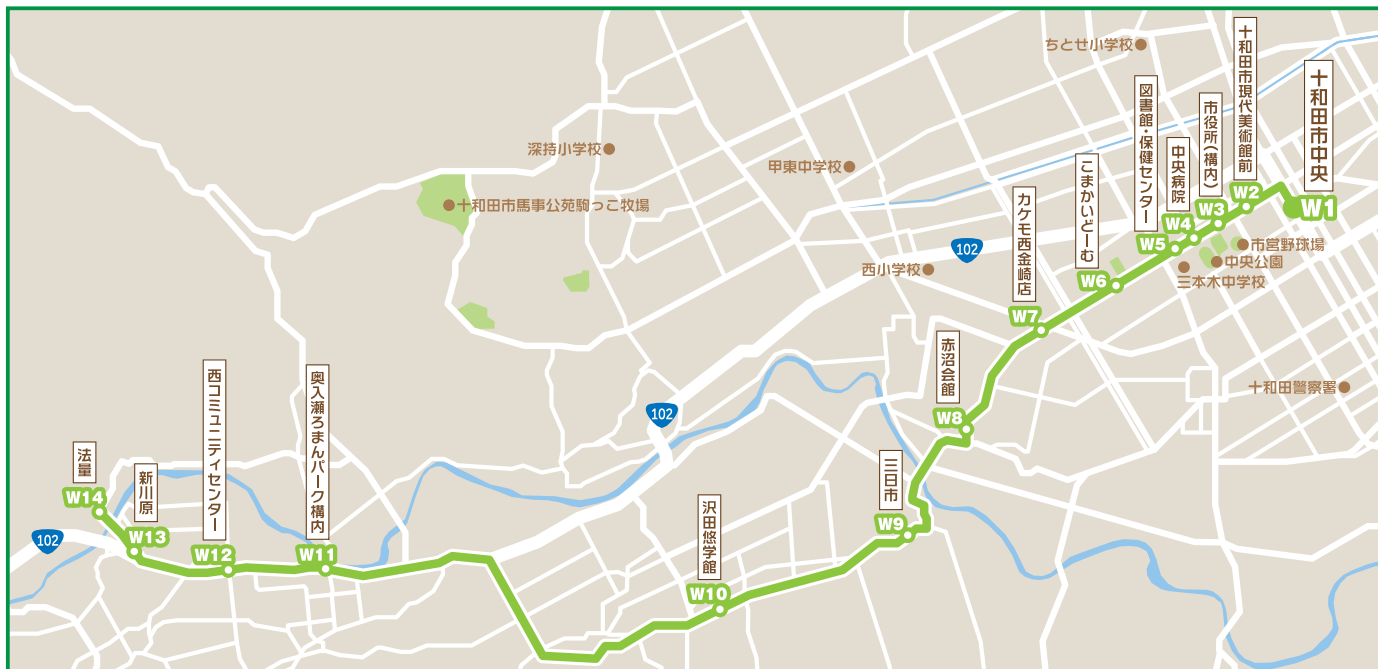 ちとせ小学校
十和田市現代美術館前
十和田市中央
図書館・保健センター
市役所(構内)
中央病院
こまかいどーむ
カケモ西金崎店
深持小学校
甲東中学校
十和田市馬事公苑駒っこ牧場
W1
W2
W3
W4
W5
W6
W7
市営野球場
中央公園
三本木中学校
102
西小学校
赤沼会館
W8
十和田警察署
102
三日市
W9
沢田悠学館
W10
奥入瀬ろまんパーク構内
W11
西コミュニティセンター
W12
新川原
W13
法量
W14
102